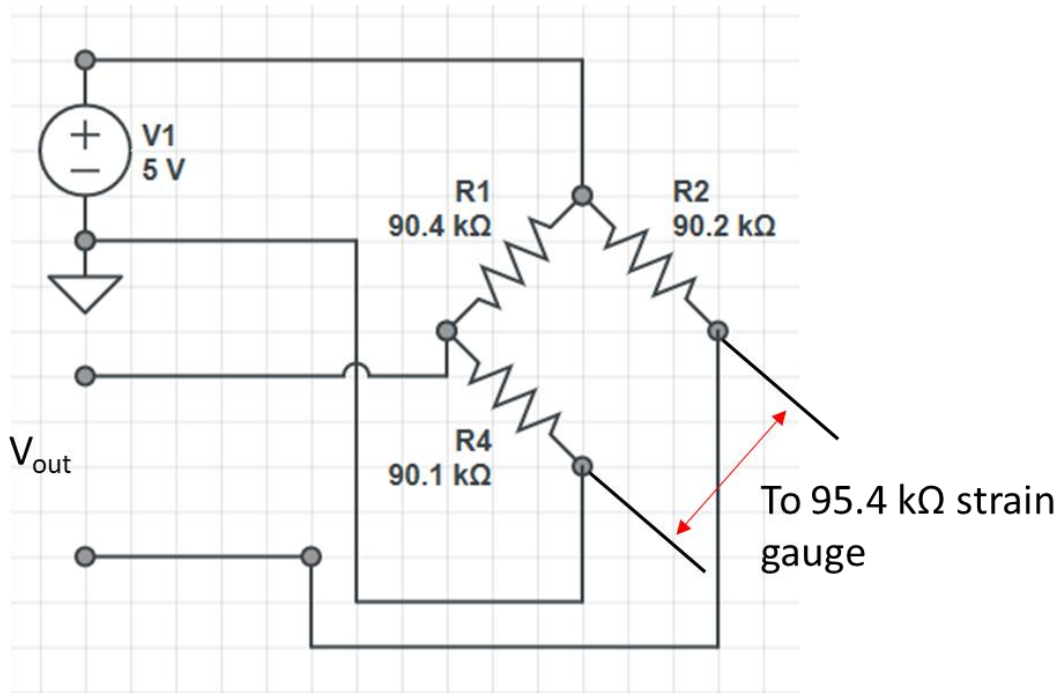 V1
5 V
R1
90.4 kΩ
R2
90.2 kΩ
R4
90.1 kΩ
Vout
To 95.4 kΩ strain
gauge